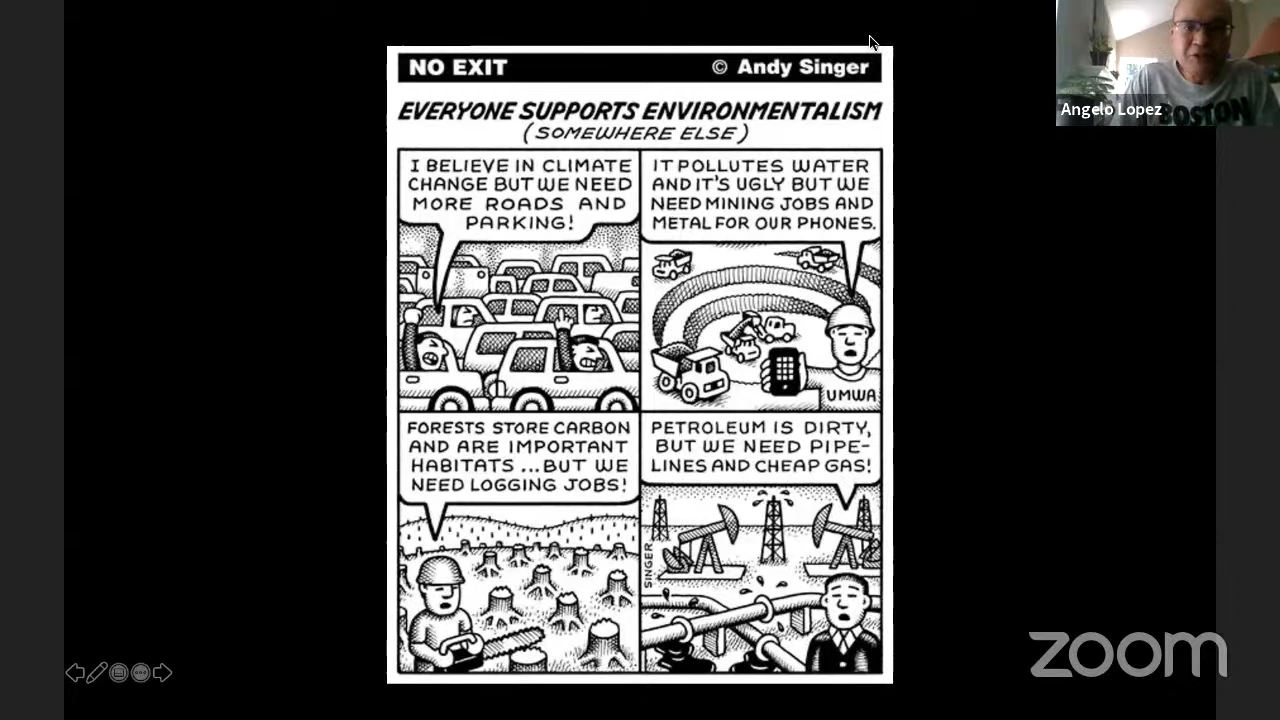 NO EXIT © Andy Singer
EVERYONE SUPPORTS ENVIRONMENTALISM
(SOMEWHERE ELSE)
I BELIEVE IN CLIMATE
CHANGE BUT WE NEED
MORE ROADS AND
PARKING!
IT POLLUTES WATER
AND IT'S UGLY BUT WE
NEED MINING JOBS AND
METAL FOR OUR PHONES.
UMWA
FORESTS STORE CARBON
AND ARE IMPORTANT
HABITATS ... BUT WE
NEED LOGGING JOBS!
PETROLEUM IS DIRTY,
BUT WE NEED PIPE-
LINES AND CHEAP GAS!
SINGER
Angelo Lopez
BOSTON
zoom